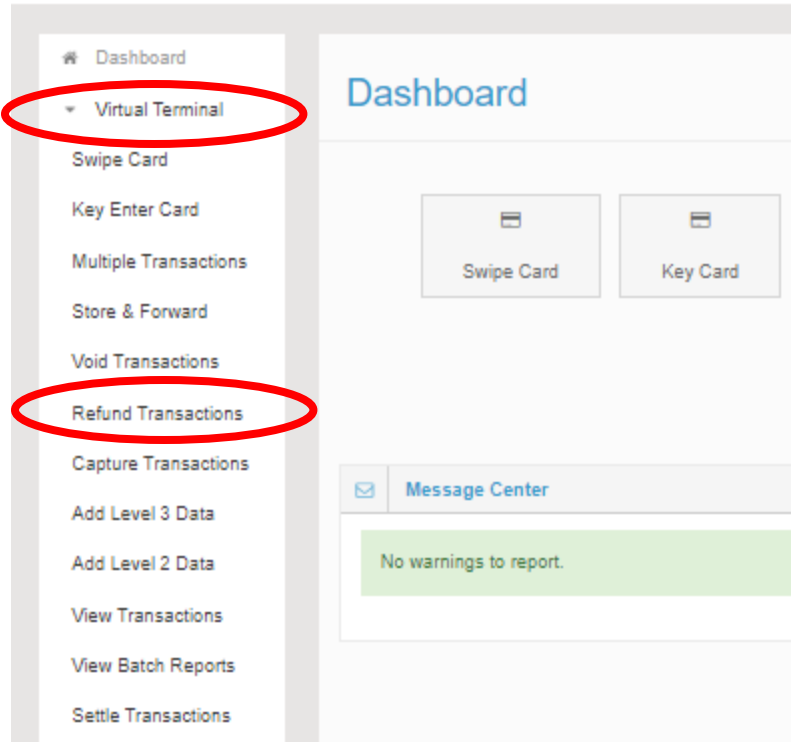 Dashboard
Virtual Terminal
Swipe Card
Key Enter Card
Multiple Transactions
Store & Forward
Void Transactions
Refund Transactions
Capture Transactions
Add Level 3 Data
Add Level 2 Data
View Transactions
View Batch Reports
Settle Transactions
Dashboard
Swipe Card
Key Card
Message Center
No warnings to report.